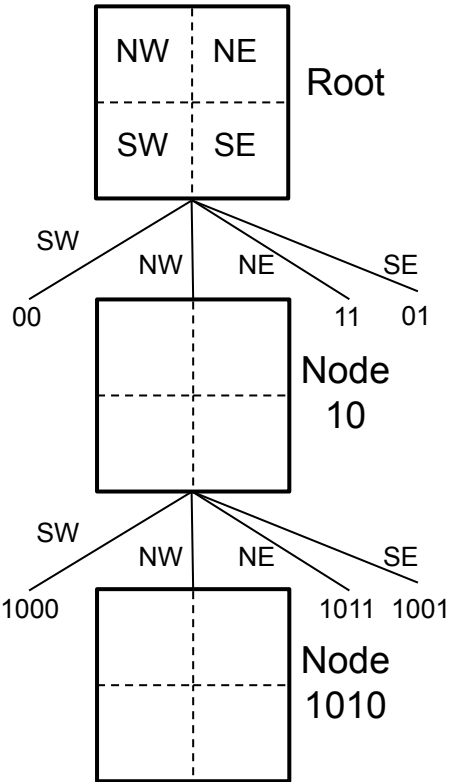 NW NE
Root
SW SE
SW
NW NE
SE
00
11 01
Node
10
SW
NW NE
SE
1000
1011 1001
Node
1010